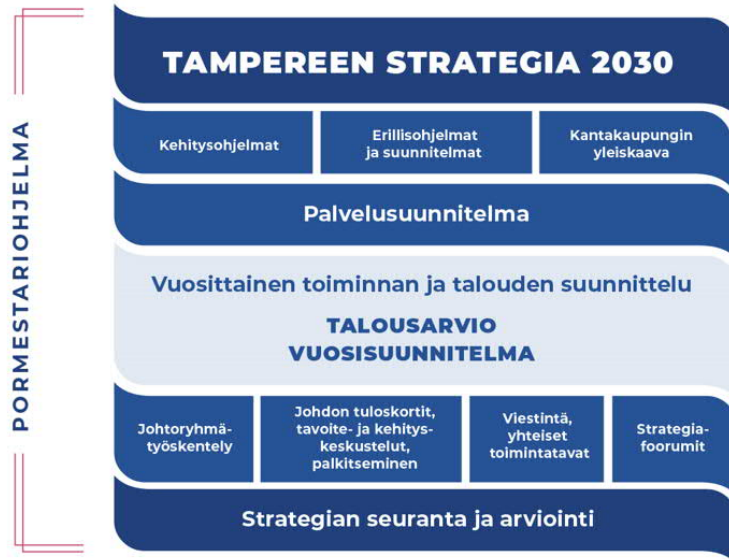 PORMESTARIOHJELMA
TAMPEREEN STRATEGIA 2030
Kehitysohjelmat
Erillisohjelmat
ja suunnitelmat
Kantakaupungin
yleiskaava
Palvelusuunnitelma
Vuosittainen toiminnan ja talouden suunnittelu
TALOUSARVIO
VUOSISUUNNITELMA
Johtoryhmä-
työskentely
Johdon tuloskortit,
tavoite- ja kehitys-
keskustelut,
palkitseminen
Viestintä,
yhteiset
toimintatavat
Strategia-
foorumit
Strategian seuranta ja arviointi